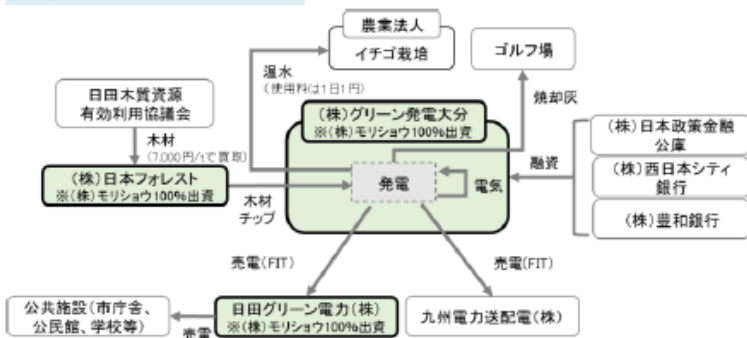 農業法人
イチゴ栽培
ゴルフ場
温水
(使用料は1日1円)
焼却灰
日田木質資源
有効利用協議会
(株)グリーン発電大分
※(株)モリショウ100%出資
木材
(7,000円/tで買取)
(株)日本政策金融
公庫
融資
(株)西日本シティ
銀行
(株)日本フォレスト
※(株)モリショウ100%出資
発電
電気
木材
チップ
(株)豊和銀行
売電(FIT)
売電(FIT)
公共施設(市庁舎、
公民館、学校等)
売電
日田グリーン電力(株)
※(株)モリショウ100%出資
九州電力送配電(株)